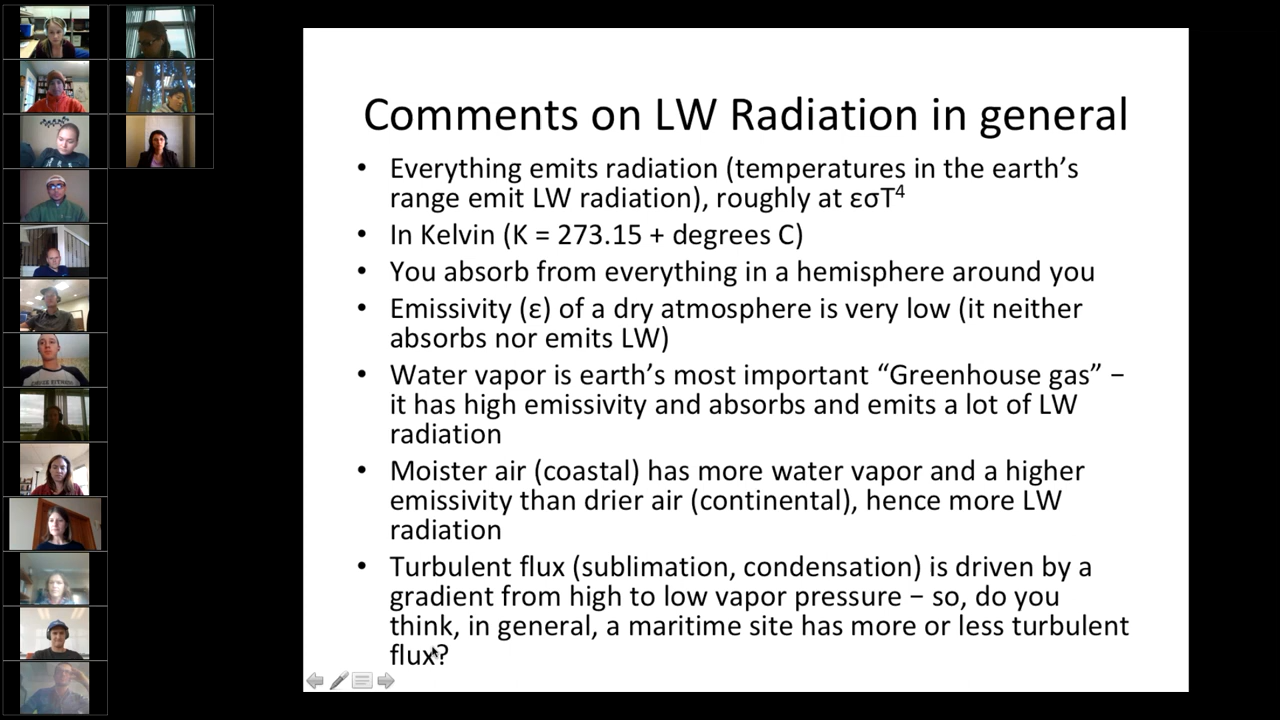 Comments on LW Radiation in general
• Everything emits radiation (temperatures in the earth’s
range emit LW radiation), roughly at εσT⁴
• In Kelvin (K = 273.15 + degrees C)
• You absorb from everything in a hemisphere around you
• Emissivity (ε) of a dry atmosphere is very low (it neither
absorbs nor emits LW)
• Water vapor is earth’s most important “Greenhouse gas” –
it has high emissivity and absorbs and emits a lot of LW
radiation
• Moister air (coastal) has more water vapor and a higher
emissivity than drier air (continental), hence more LW
radiation
• Turbulent flux (sublimation, condensation) is driven by a
gradient from high to low vapor pressure – so, do you
think, in general, a maritime site has more or less turbulent
flux?